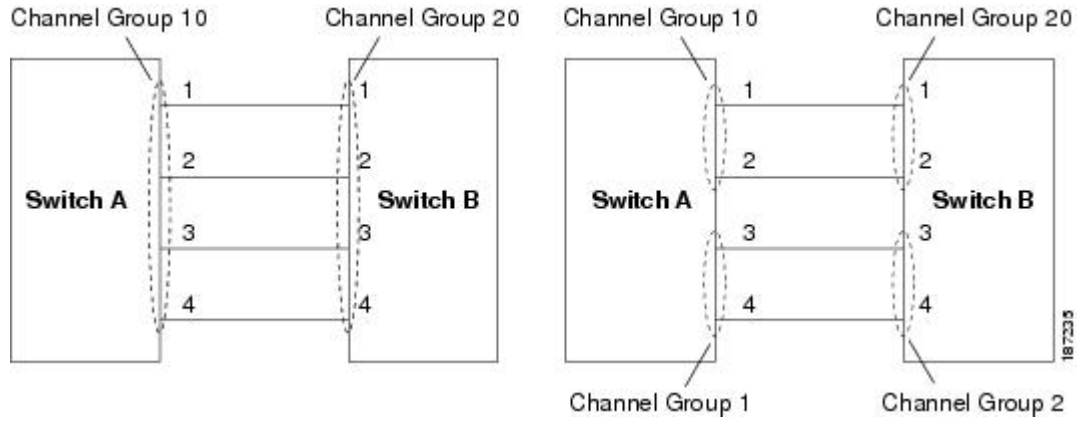 Channel Group 10 Channel Group 20 Channel Group 10 Channel Group 20
1 1 1 1
2 2 2 2
Switch A Switch B Switch A Switch B
3 3 3 3
4 4 4 4
187235
Channel Group 1 Channel Group 2